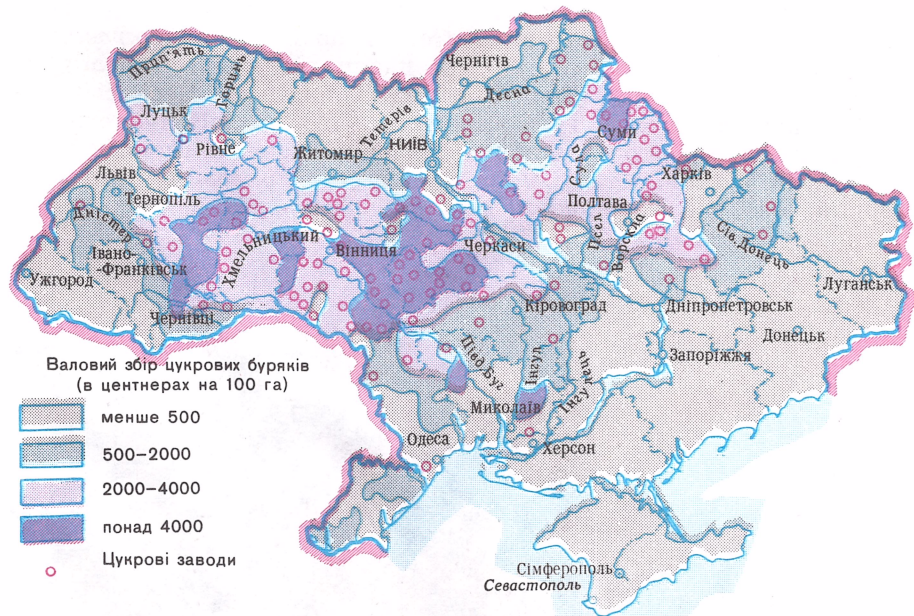 Чернігів
Прип'ять
Горинь
Десна
Луцьк
Тетерів
Суми
Київ
Рівне
Житомир
Сула
Харків
Львів
Тернопіль
Полтава
Псел
Ворскла
Дністер
Хмельницький
Вінниця
Черкаси
Сів. Донець
Івано-
-Франківськ
Ужгород
Луганськ
Чернівці
Кіровоград
Дніпропетровськ
Донецьк
Запоріжжя
Півд. Буг
Інгул
Інгулець
Миколаїв
Одеса
Херсон
Сімферополь
Севастополь
Валовий збір цукрових буряків
(в центнерах на 100 га)
менше 500
500–2000
2000–4000
понад 4000
Цукрові заводи